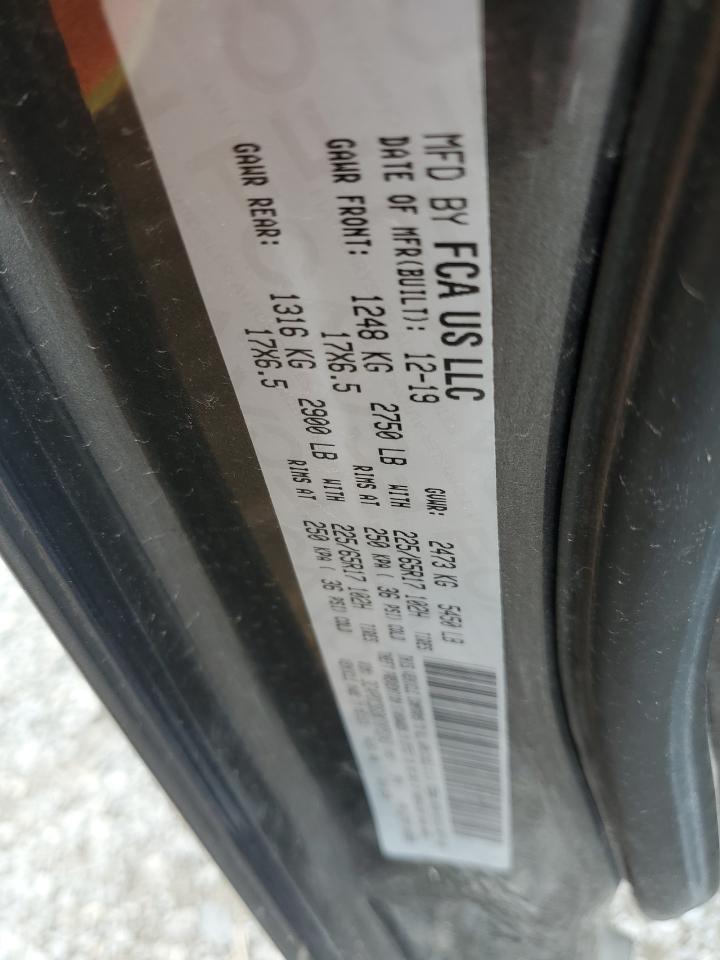 MFD BY FCA US LLC
DATE OF MFR(BUILT): 12-19 GVWR: 2473 KG 5450 LB
GAWR FRONT: 1248 KG 2750 LB WITH 225/65R17 102H TIRES
17X6.5 RIMS AT 250 KPA ( 36 PSI) COLD
GAWR REAR: 1316 KG 2900 LB WITH 225/65R17 102H TIRES
17X6.5 RIMS AT 250 KPA ( 36 PSI) COLD